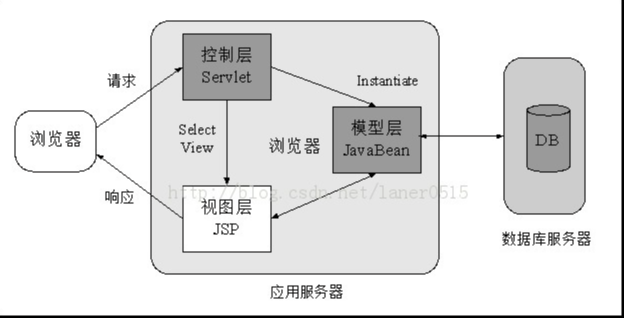 控制层
Servlet
请求
Instantiate
浏览器
Select
View
浏览器
模型层
JavaBean
DB
响应
http://blog.csdn.net/laner0515
视图层
JSP
数据库服务器
应用服务器